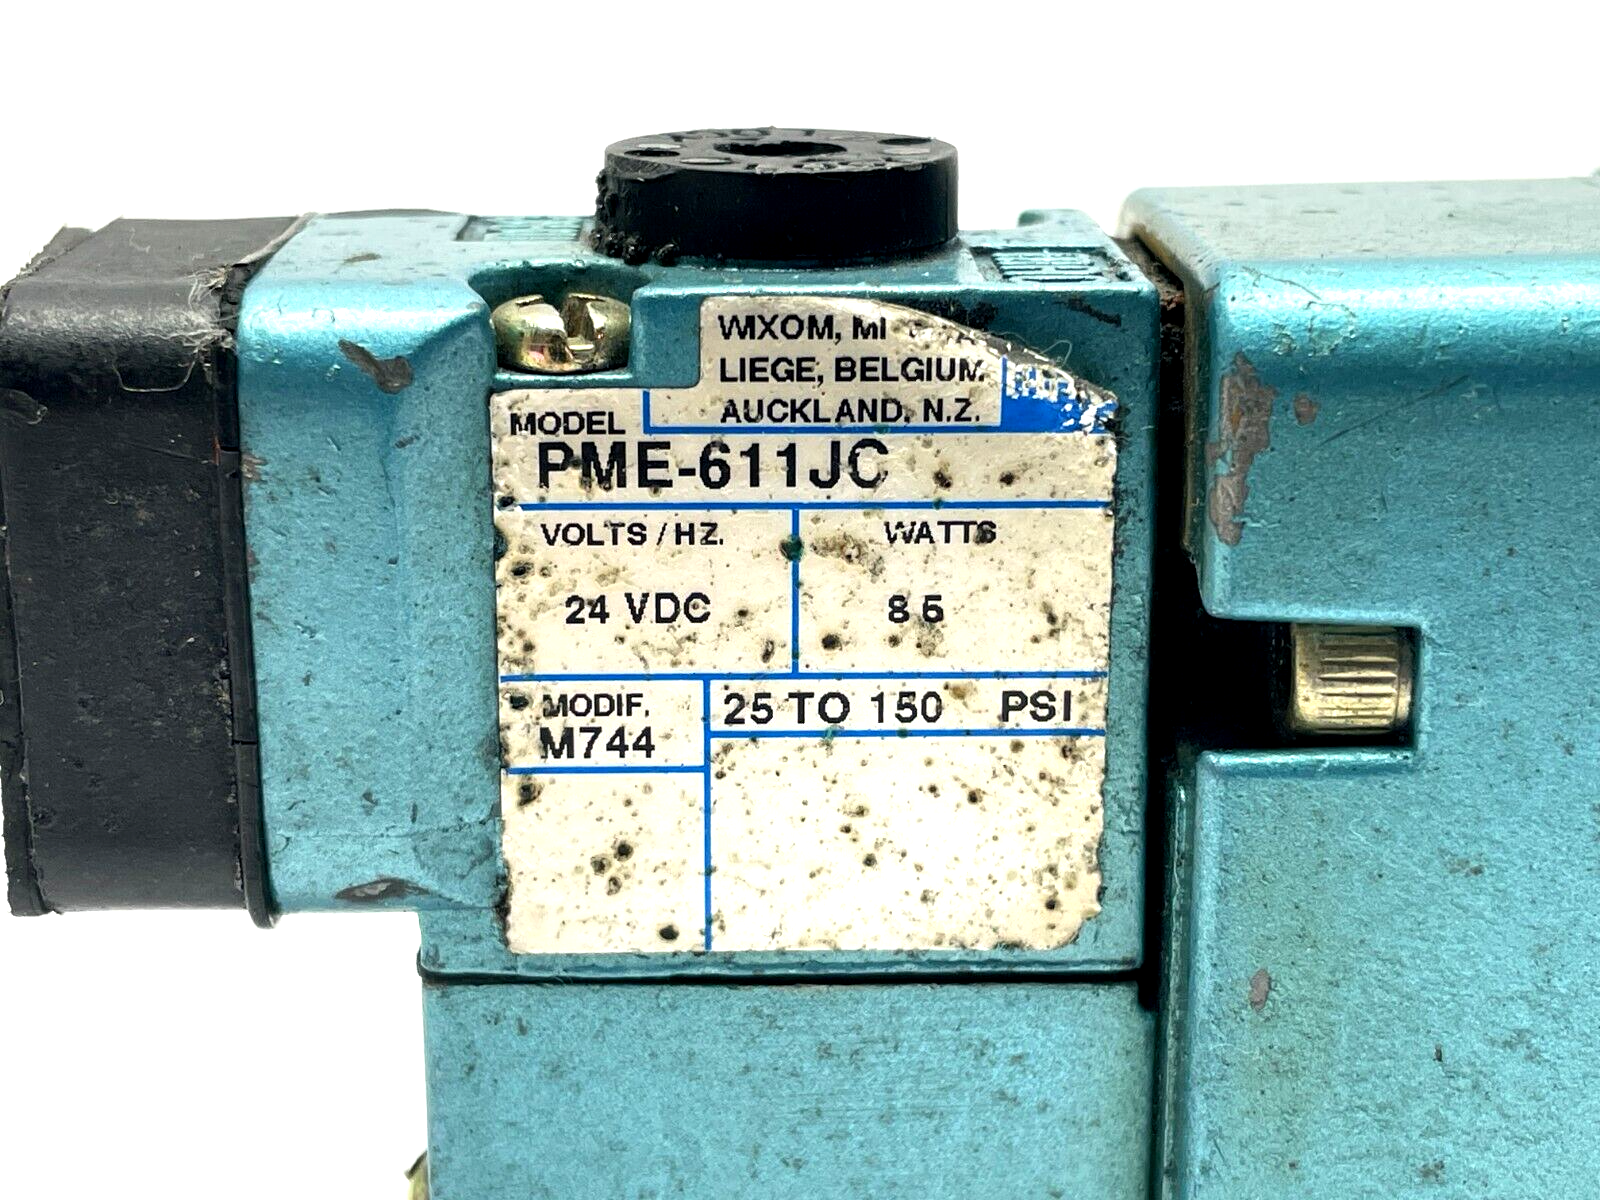 WIXOM, MI
LIEGE, BELGIUM
AUCKLAND, N.Z.
MODEL
PME-611JC
VOLTS / HZ.
WATTS
24 VDC
8 5
MODIF.
M744
25 TO 150 PSI